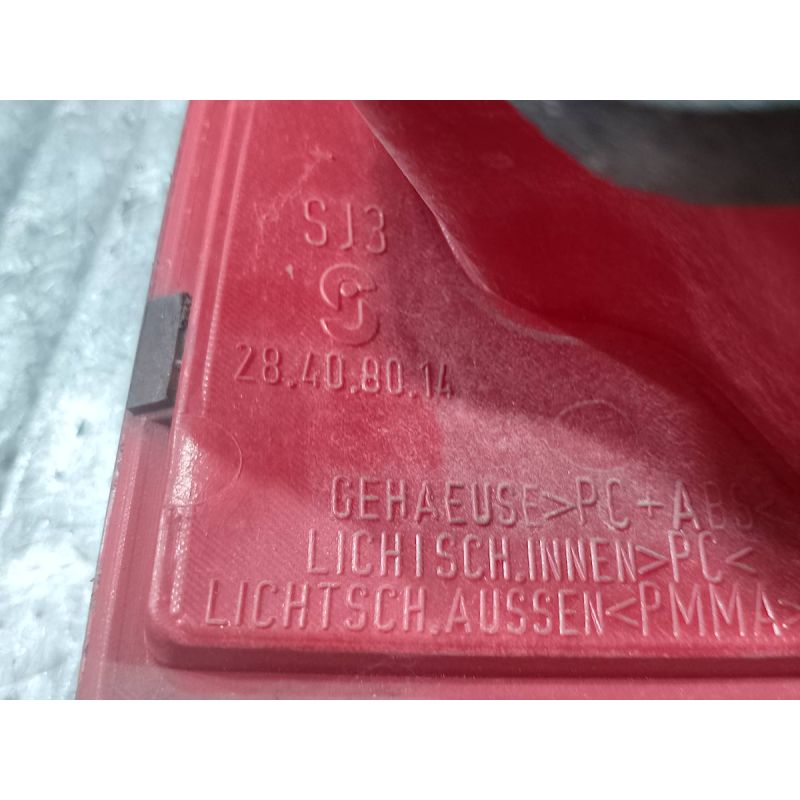 SJ3
28.40.80.14
GEHAEUSE>PC+ABS<
LICHTSCH.INNEN>PC<
LICHTSCH.AUSSEN<PMMA>